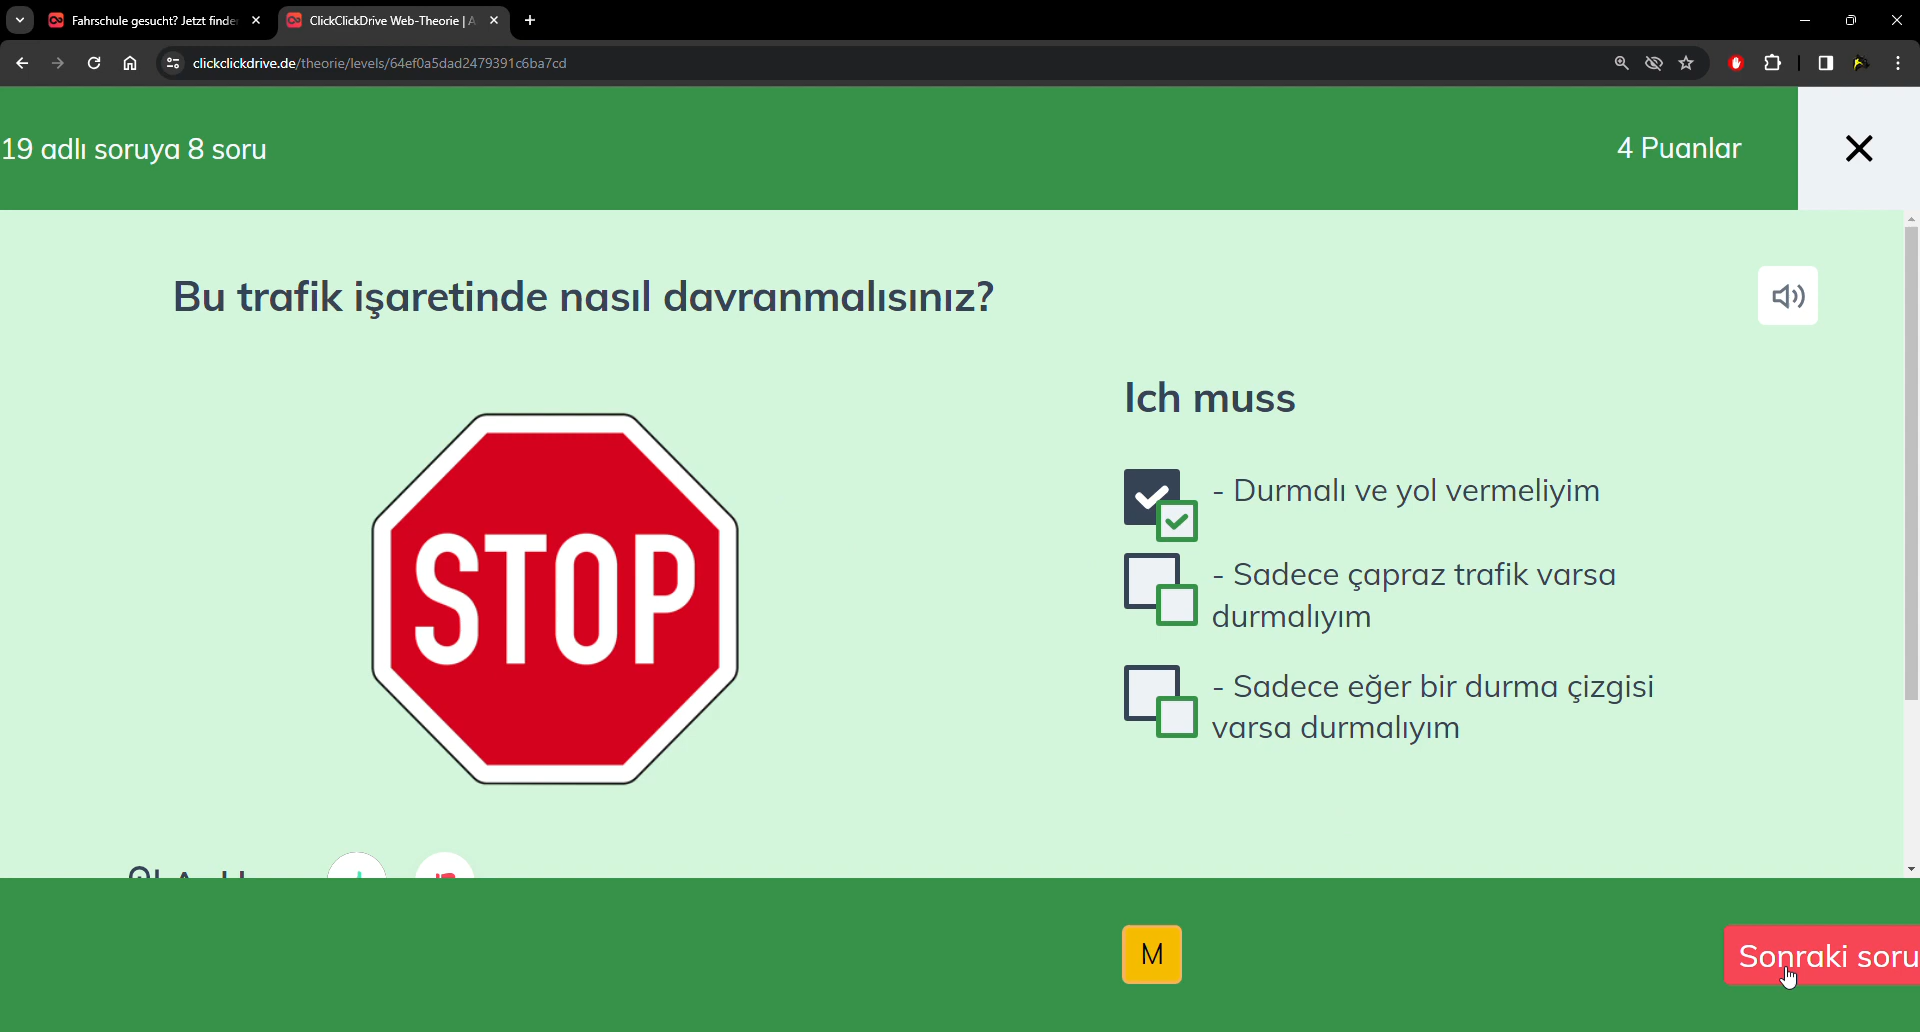 Fahrschule gesucht? Jetzt finde
ClickClickDrive Web-Theorie | A
clickclickdrive.de/theorie/levels/64ef0a5dad2479391c6ba7cd
19 adlı soruya 8 soru
4 Puanlar
Bu trafik işaretinde nasıl davranmalısınız?
STOP
Ich muss
- Durmalı ve yol vermeliyim
- Sadece çapraz trafik varsa
durmalıyım
- Sadece eğer bir durma çizgisi
varsa durmalıyım
M
Sonraki soru